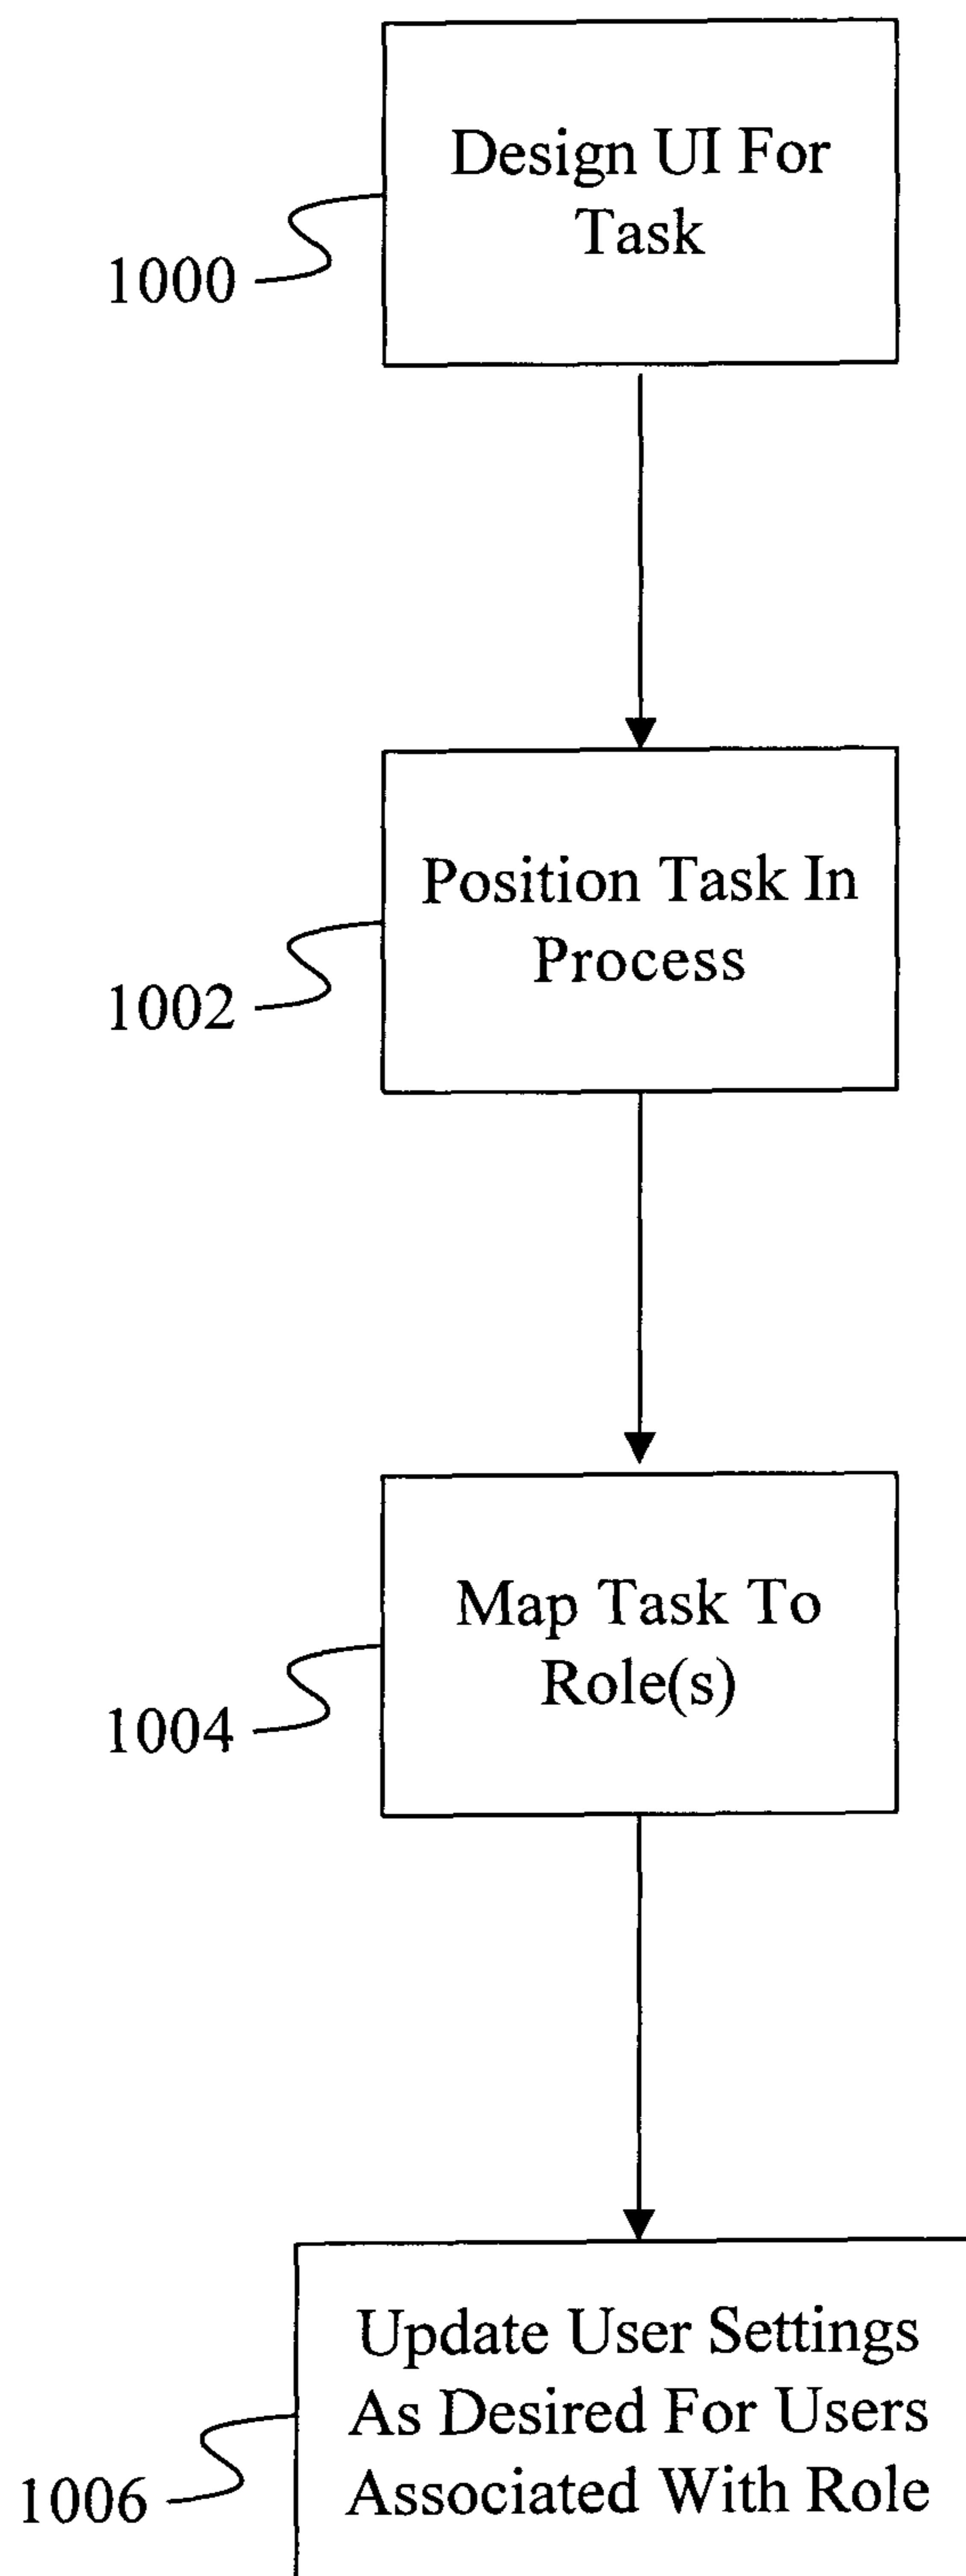 Design UI For
Task
1000
Position Task In
Process
1002
Map Task To
Role(s)
1004
Update User Settings
As Desired For Users
Associated With Role
1006